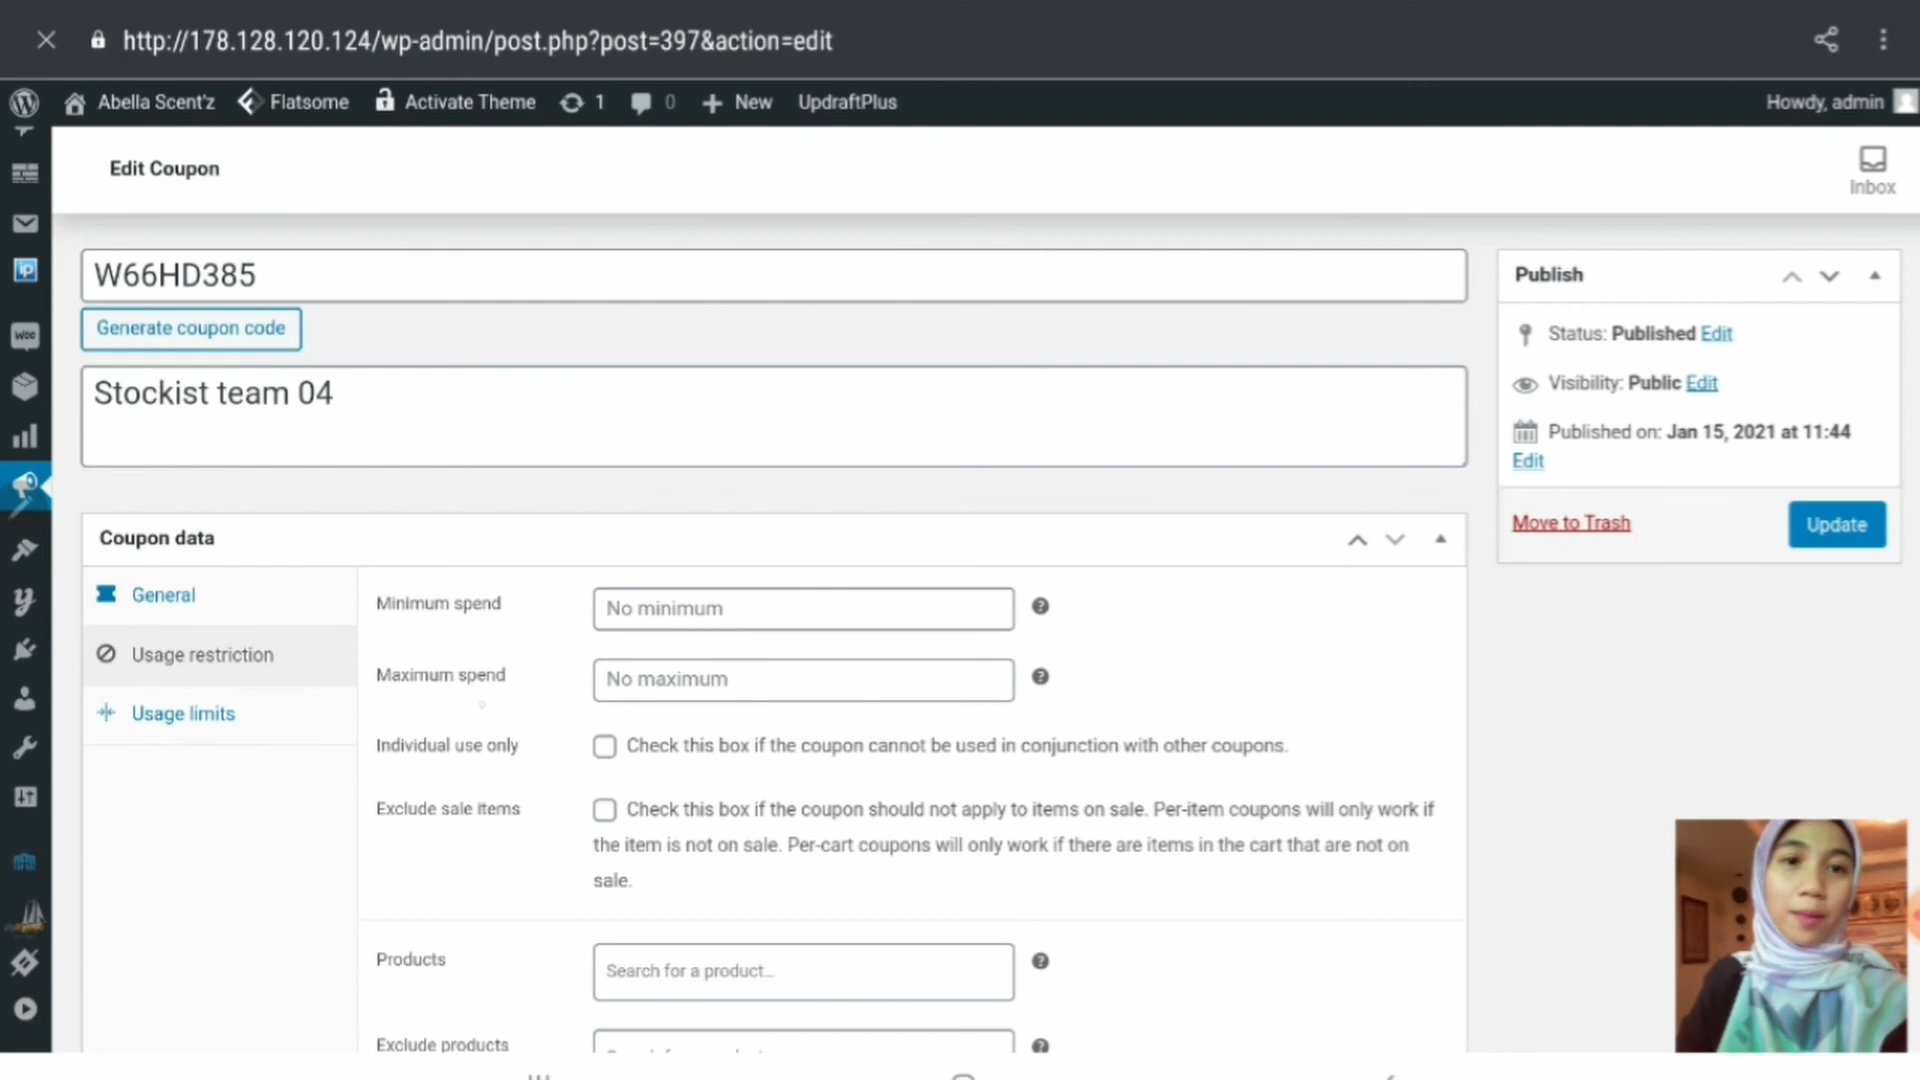 http://178.128.120.124/wp-admin/post.php?post=397&action=edit
Abella Scent'z Flatsome Activate Theme 1 0 New UpdraftPlus Howdy, admin
Edit Coupon
Inbox
W66HD385
Generate coupon code
Stockist team 04
Publish
Status: Published Edit
Visibility: Public Edit
Published on: Jan 15, 2021 at 11:44
Edit
Move to Trash Update
Coupon data
General
Usage restriction
Usage limits
Minimum spend No minimum
Maximum spend No maximum
Individual use only Check this box if the coupon cannot be used in conjunction with other coupons.
Exclude sale items Check this box if the coupon should not apply to items on sale. Per-item coupons will only work if
the item is not on sale. Per-cart coupons will only work if there are items in the cart that are not on
sale.
Products Search for a product…
Exclude products